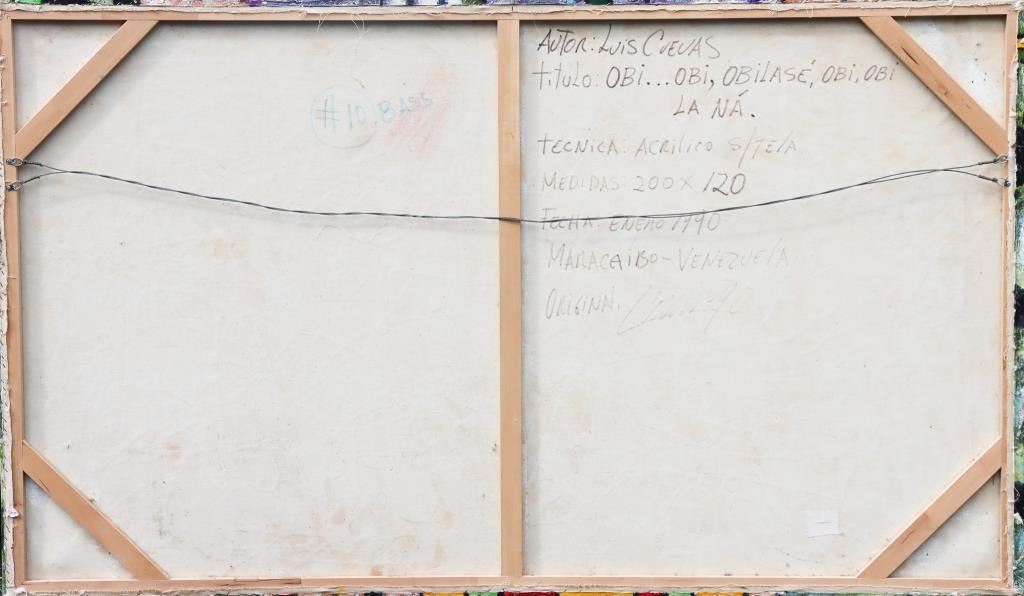 #10 BASS
AUTOR: LUIS CUEVAS
TITULO: OBI...OBI, OBILASÉ, OBI, OBI
LA NÁ.
TECNICA: ACRILICO S/TELA
MEDIDAS: 200 X 120
FECHA: ENERO 1990
MARACAIBO - VENEZUELA
ORIGINAL